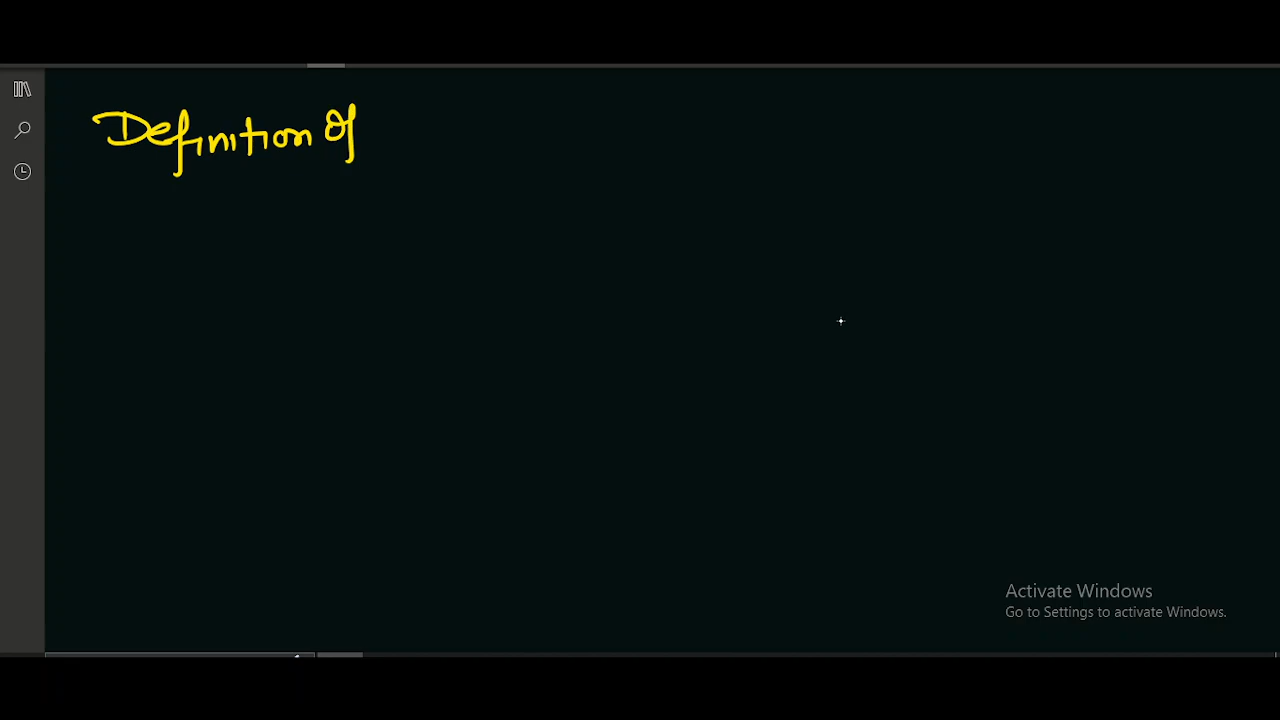 Definition Of
Activate Windows
Go to Settings to activate Windows.